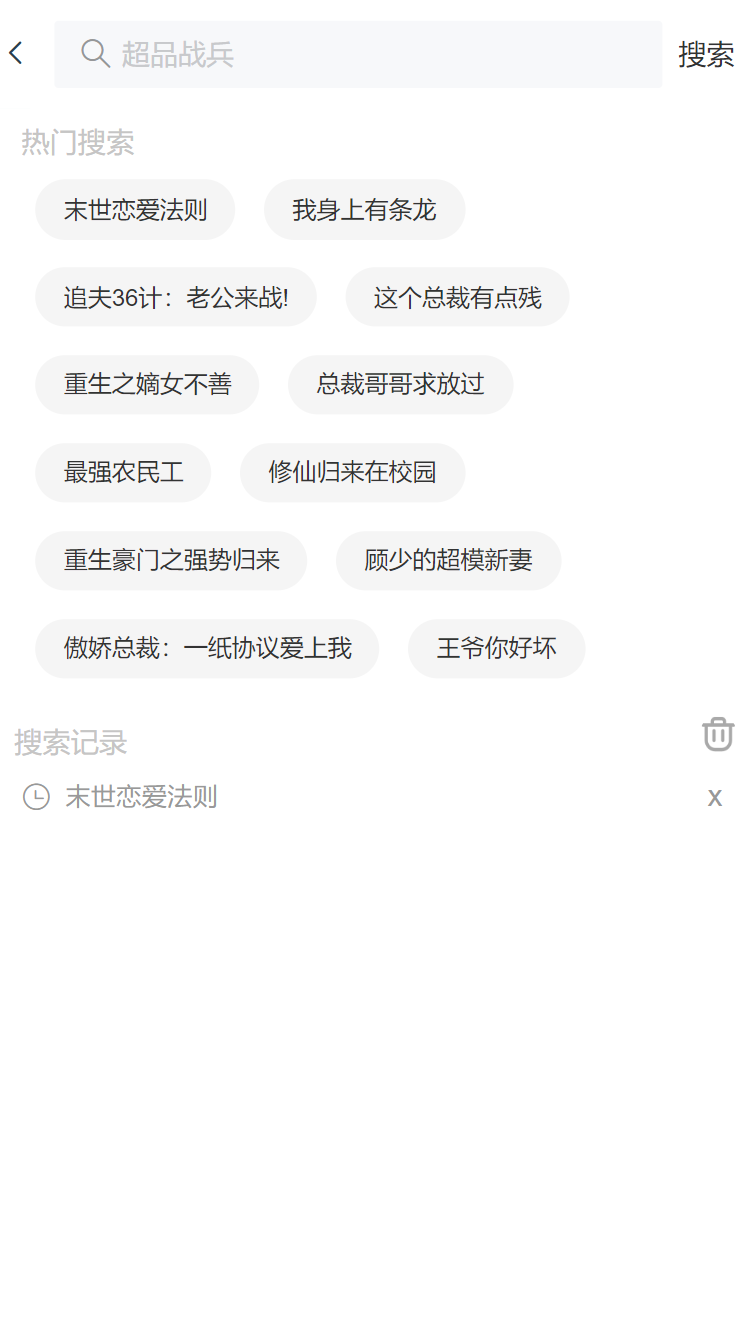 超品战兵 搜索
热门搜索
末世恋爱法则 我身上有条龙
追夫36计：老公来战! 这个总裁有点残
重生之嫡女不善 总裁哥哥求放过
最强农民工 修仙归来在校园
重生豪门之强势归来 顾少的超模新妻
傲娇总裁：一纸协议爱上我 王爷你好坏
搜索记录
末世恋爱法则 x